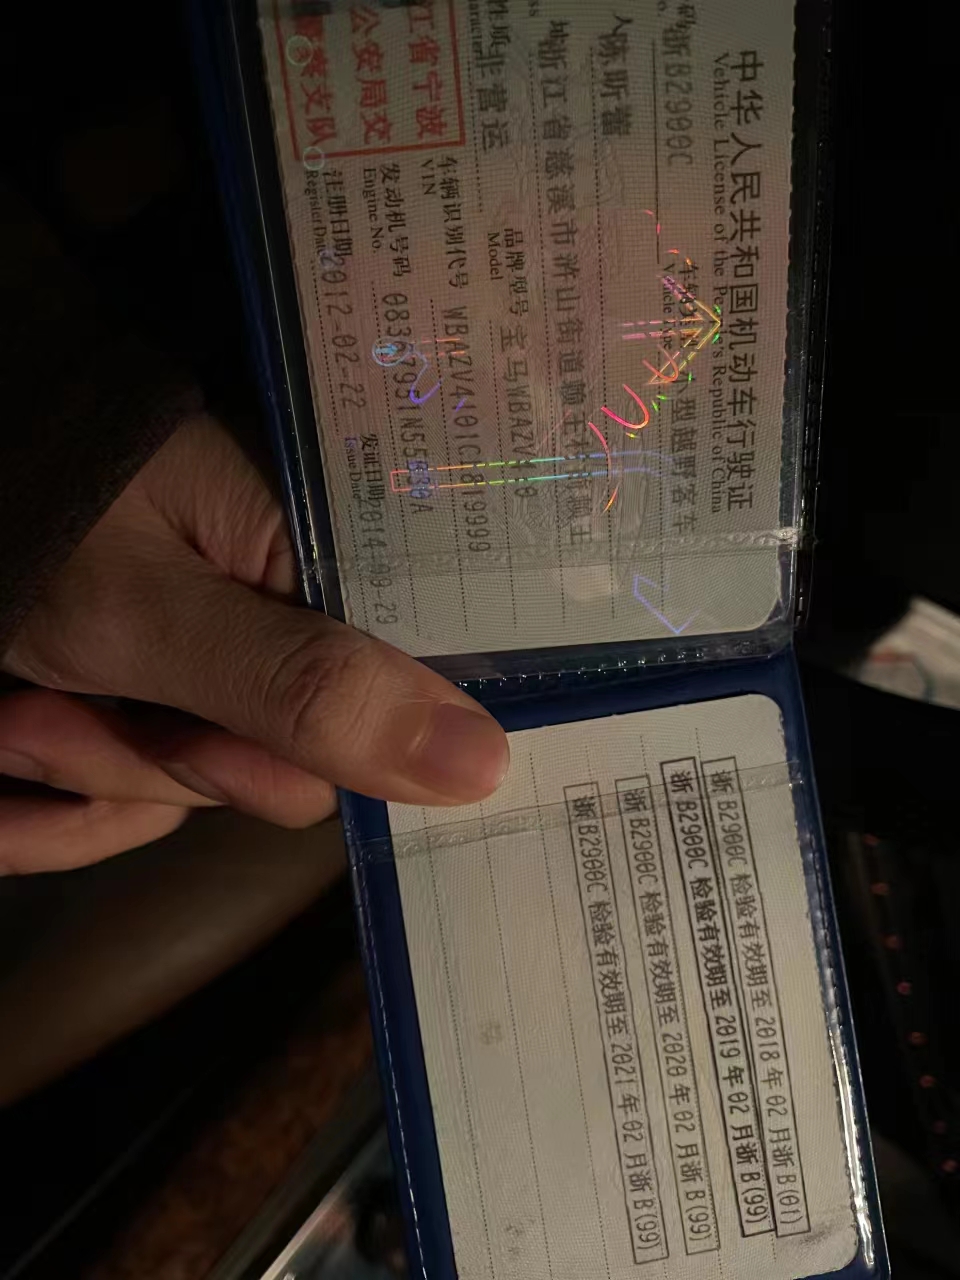 中华人民共和国机动车行驶证
Vehicle License of the People's Republic of China
浙B2900C
小型越野客车
人 陈昕蕾
浙江省慈溪市浒山街道
性质 非营运
品牌型号 宝马WBAZV
Model
车辆识别代号 WBAZV4101C
819999
VIN
发动机号码 08367951N55B30A
Engine No.
注册日期 2012-02-22 发证日期 2014-09-29
Register Date
Issue Date
江省宁波
公安局交
警察支队
浙B2900C 检验有效期至2018年02月浙B(01)
浙B2900C 检验有效期至2019年02月浙B(99)
浙B2900C 检验有效期至2020年02月浙B(99)
浙B2900C 检验有效期至2021年02月浙B(99)